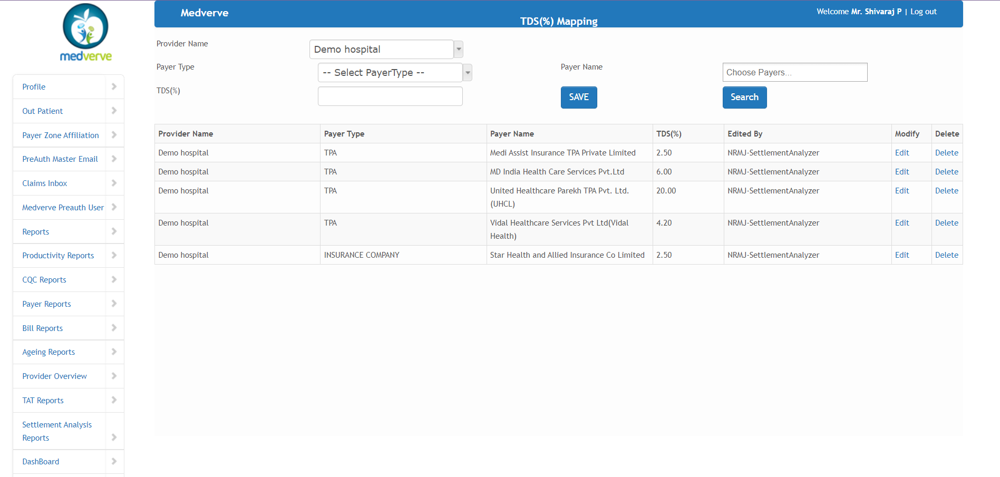 medverve
Medverve
TDS(%) Mapping
Welcome Mr. Shivaraj P | Log out
Profile
Out Patient
Payer Zone Affiliation
PreAuth Master Email
Claims Inbox
Medverve Preauth User
Reports
Productivity Reports
CQC Reports
Payer Reports
Bill Reports
Ageing Reports
Provider Overview
TAT Reports
Settlement Analysis
Reports
DashBoard
Provider Name
Demo hospital
Payer Type
-- Select PayerType --
Payer Name
Choose Payers...
TDS(%)
SAVE
Search
Provider Name Payer Type Payer Name TDS(%) Edited By Modify Delete
Demo hospital TPA Medi Assist Insurance TPA Private Limited 2.50 NRMJ-SettlementAnalyzer Edit Delete
Demo hospital TPA MD India Health Care Services Pvt.Ltd 6.00 NRMJ-SettlementAnalyzer Edit Delete
Demo hospital TPA United Healthcare Parekh TPA Pvt. Ltd. 20.00 NRMJ-SettlementAnalyzer Edit Delete
(UHCL)
Demo hospital TPA Vidal Healthcare Services Pvt Ltd(Vidal 4.20 NRMJ-SettlementAnalyzer Edit Delete
Health)
Demo hospital INSURANCE COMPANY Star Health and Allied Insurance Co Limited 2.50 NRMJ-SettlementAnalyzer Edit Delete